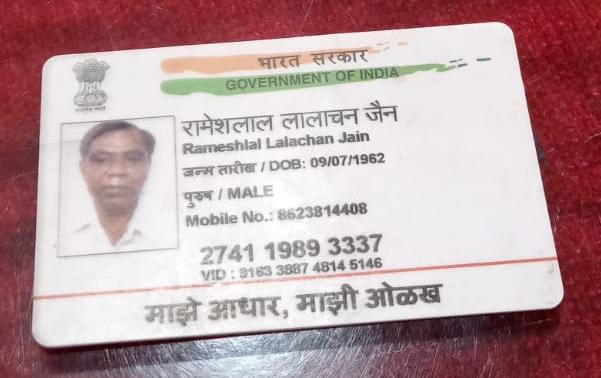 भारत सरकार
GOVERNMENT OF INDIA
रामेशलाल लालाचन जैन
Rameshlal Lalachan Jain
जन्म तारीख / DOB: 09/07/1962
पुरुष / MALE
Mobile No.: 8623814408
2741 1989 3337
VID : 9163 3887 4814 5146
माझे आधार, माझी ओळख